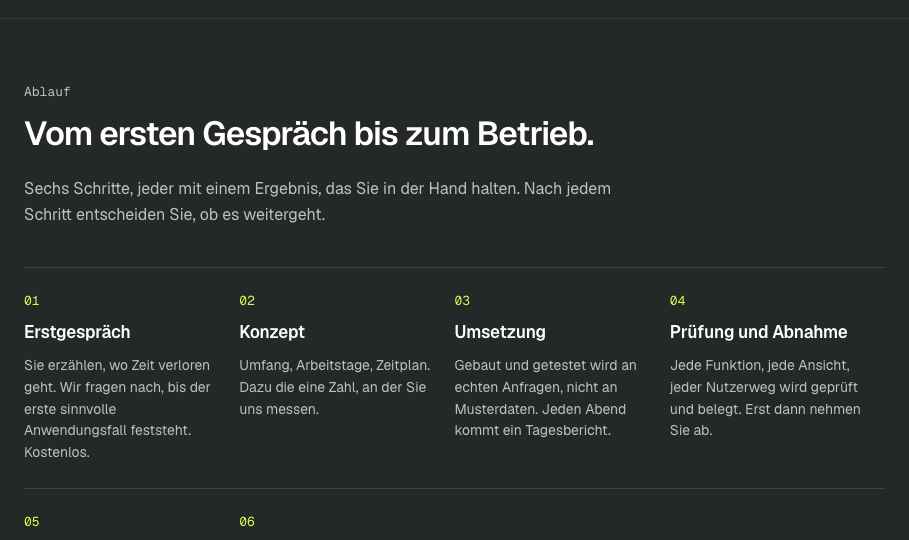 Ablauf
Vom ersten Gespräch bis zum Betrieb.
Sechs Schritte, jeder mit einem Ergebnis, das Sie in der Hand halten. Nach jedem
Schritt entscheiden Sie, ob es weitergeht.
01
Erstgespräch
Sie erzählen, wo Zeit verloren
geht. Wir fragen nach, bis der
erste sinnvolle
Anwendungsfall feststeht.
Kostenlos.
02
Konzept
Umfang, Arbeitstage, Zeitplan.
Dazu die eine Zahl, an der Sie
uns messen.
03
Umsetzung
Gebaut und getestet wird an
echten Anfragen, nicht an
Musterdaten. Jeden Abend
kommt ein Tagesbericht.
04
Prüfung und Abnahme
Jede Funktion, jede Ansicht,
jeder Nutzerweg wird geprüft
und belegt. Erst dann nehmen
Sie ab.
05
06